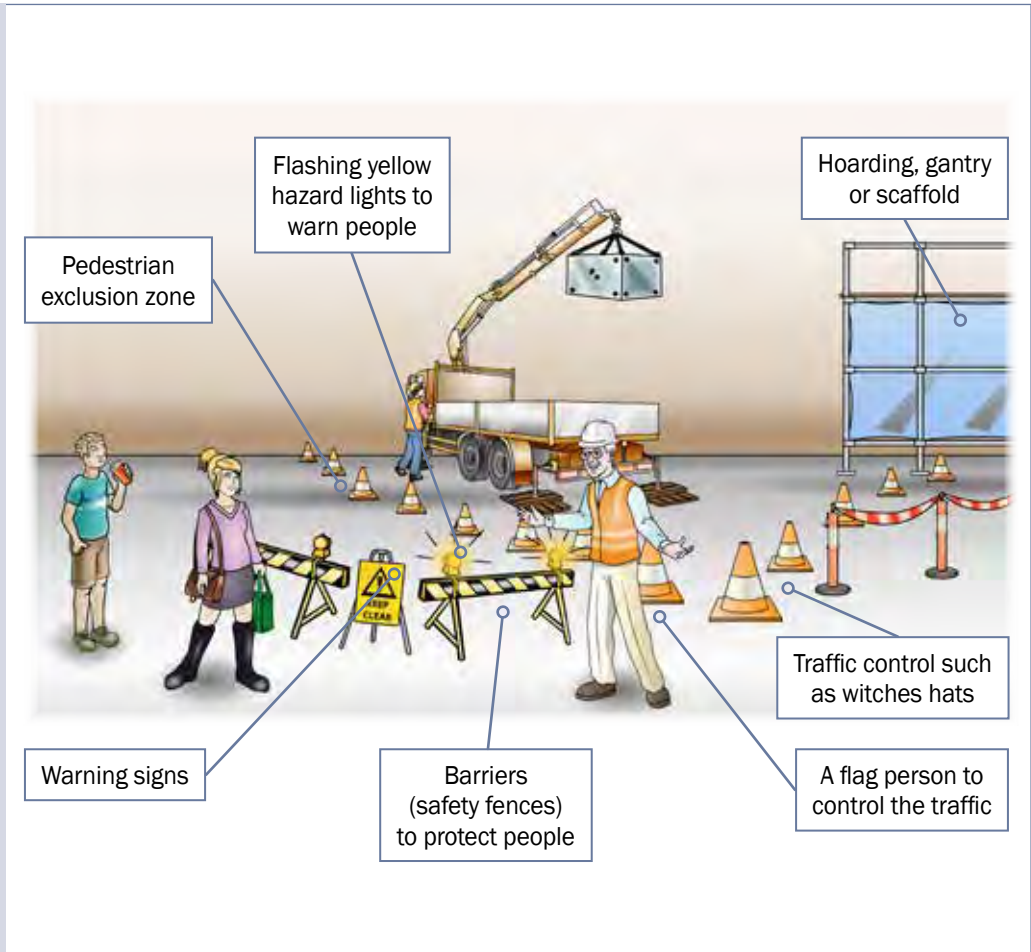 Flashing yellow
hazard lights to
warn people
Hoarding, gantry
or scaffold
Pedestrian
exclusion zone
KEEP
CLEAR
Traffic control such
as witches hats
Warning signs
Barriers
(safety fences)
to protect people
A flag person to
control the traffic